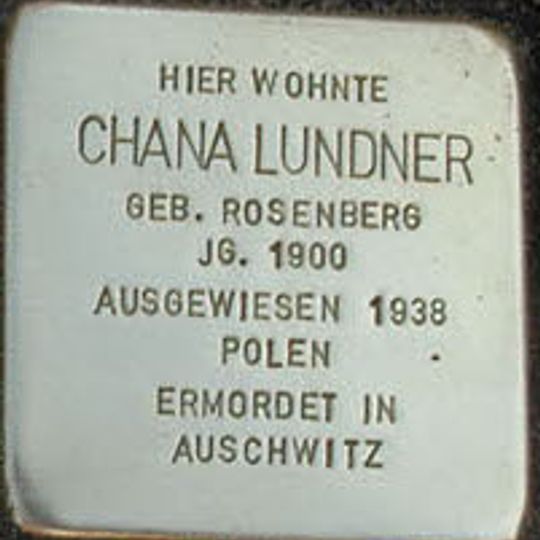 HIER WOHNTE
CHANA LUNDNER
GEB. ROSENBERG
JG. 1900
AUSGEWIESEN 1938
POLEN
ERMORDET IN
AUSCHWITZ